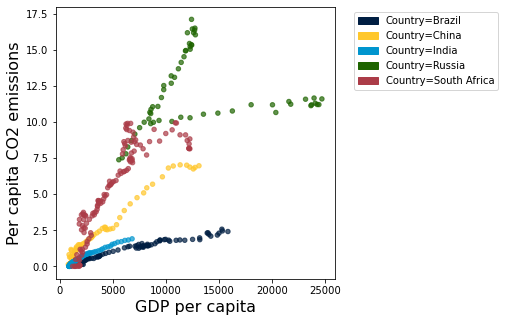 Per capita CO2 emissions
17.5
15.0
12.5
10.0
7.5
5.0
2.5
0.0
0
5000
10000
15000
20000
25000
GDP per capita
Country=Brazil
Country=China
Country=India
Country=Russia
Country=South Africa